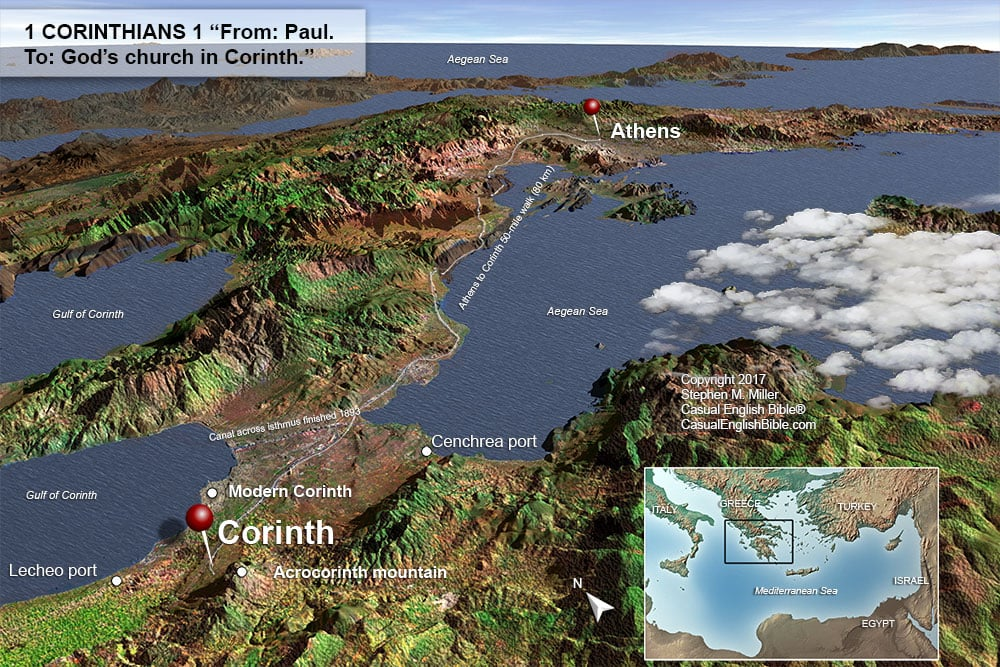 1 CORINTHIANS 1 “From: Paul.
To: God’s church in Corinth.”
Aegean Sea
Athens
Athens to Corinth 50-mile walk (80 km)
Gulf of Corinth
Aegean Sea
Copyright 2017
Stephen M. Miller
Casual English Bible®
CasualEnglishBible.com
Canal across isthmus finished 1893
Cenchrea port
Gulf of Corinth
Modern Corinth
Corinth
Lecheo port
Acrocorinth mountain
N
ITALY
GREECE
TURKEY
ISRAEL
Mediterranean Sea
EGYPT